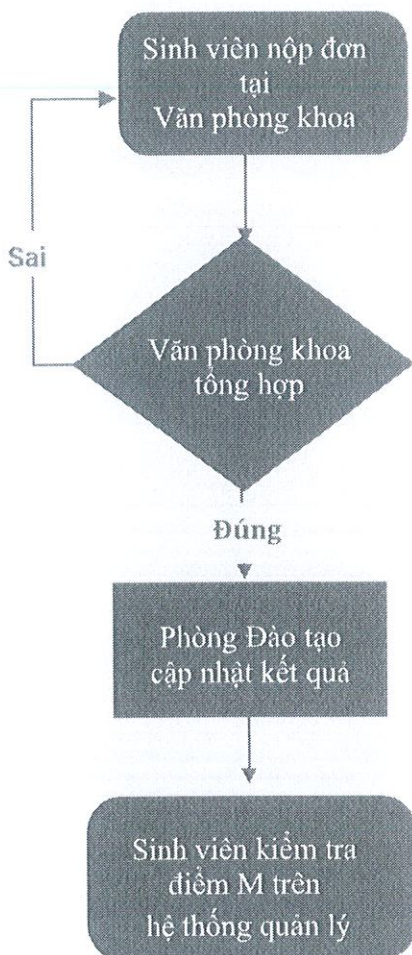 Sinh viên nộp đơn
tại
Văn phòng khoa
Sai
Văn phòng khoa
tổng hợp
Đúng
Phòng Đào tạo
cập nhật kết quả
Sinh viên kiểm tra
điểm M trên
hệ thống quản lý